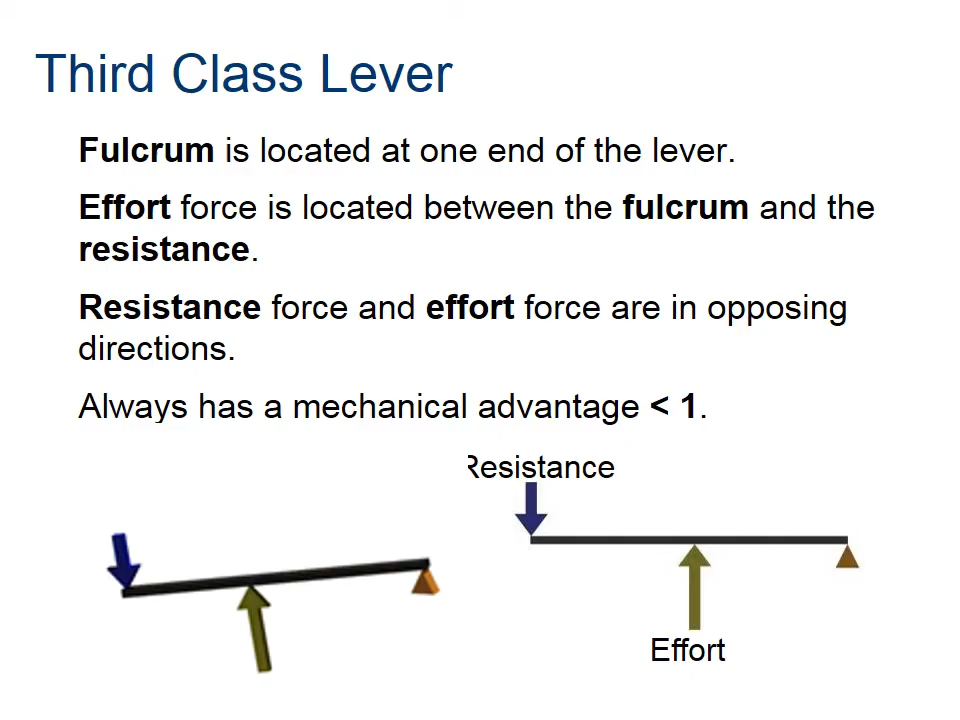 Third Class Lever
Fulcrum is located at one end of the lever.
Effort force is located between the fulcrum and the
resistance.
Resistance force and effort force are in opposing
directions.
Always has a mechanical advantage < 1.
Resistance
Effort